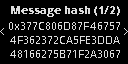 Message hash (1/2)
0x377C806D87F46757
4F362372CA5FE3DDA
48166275B71F2A3067